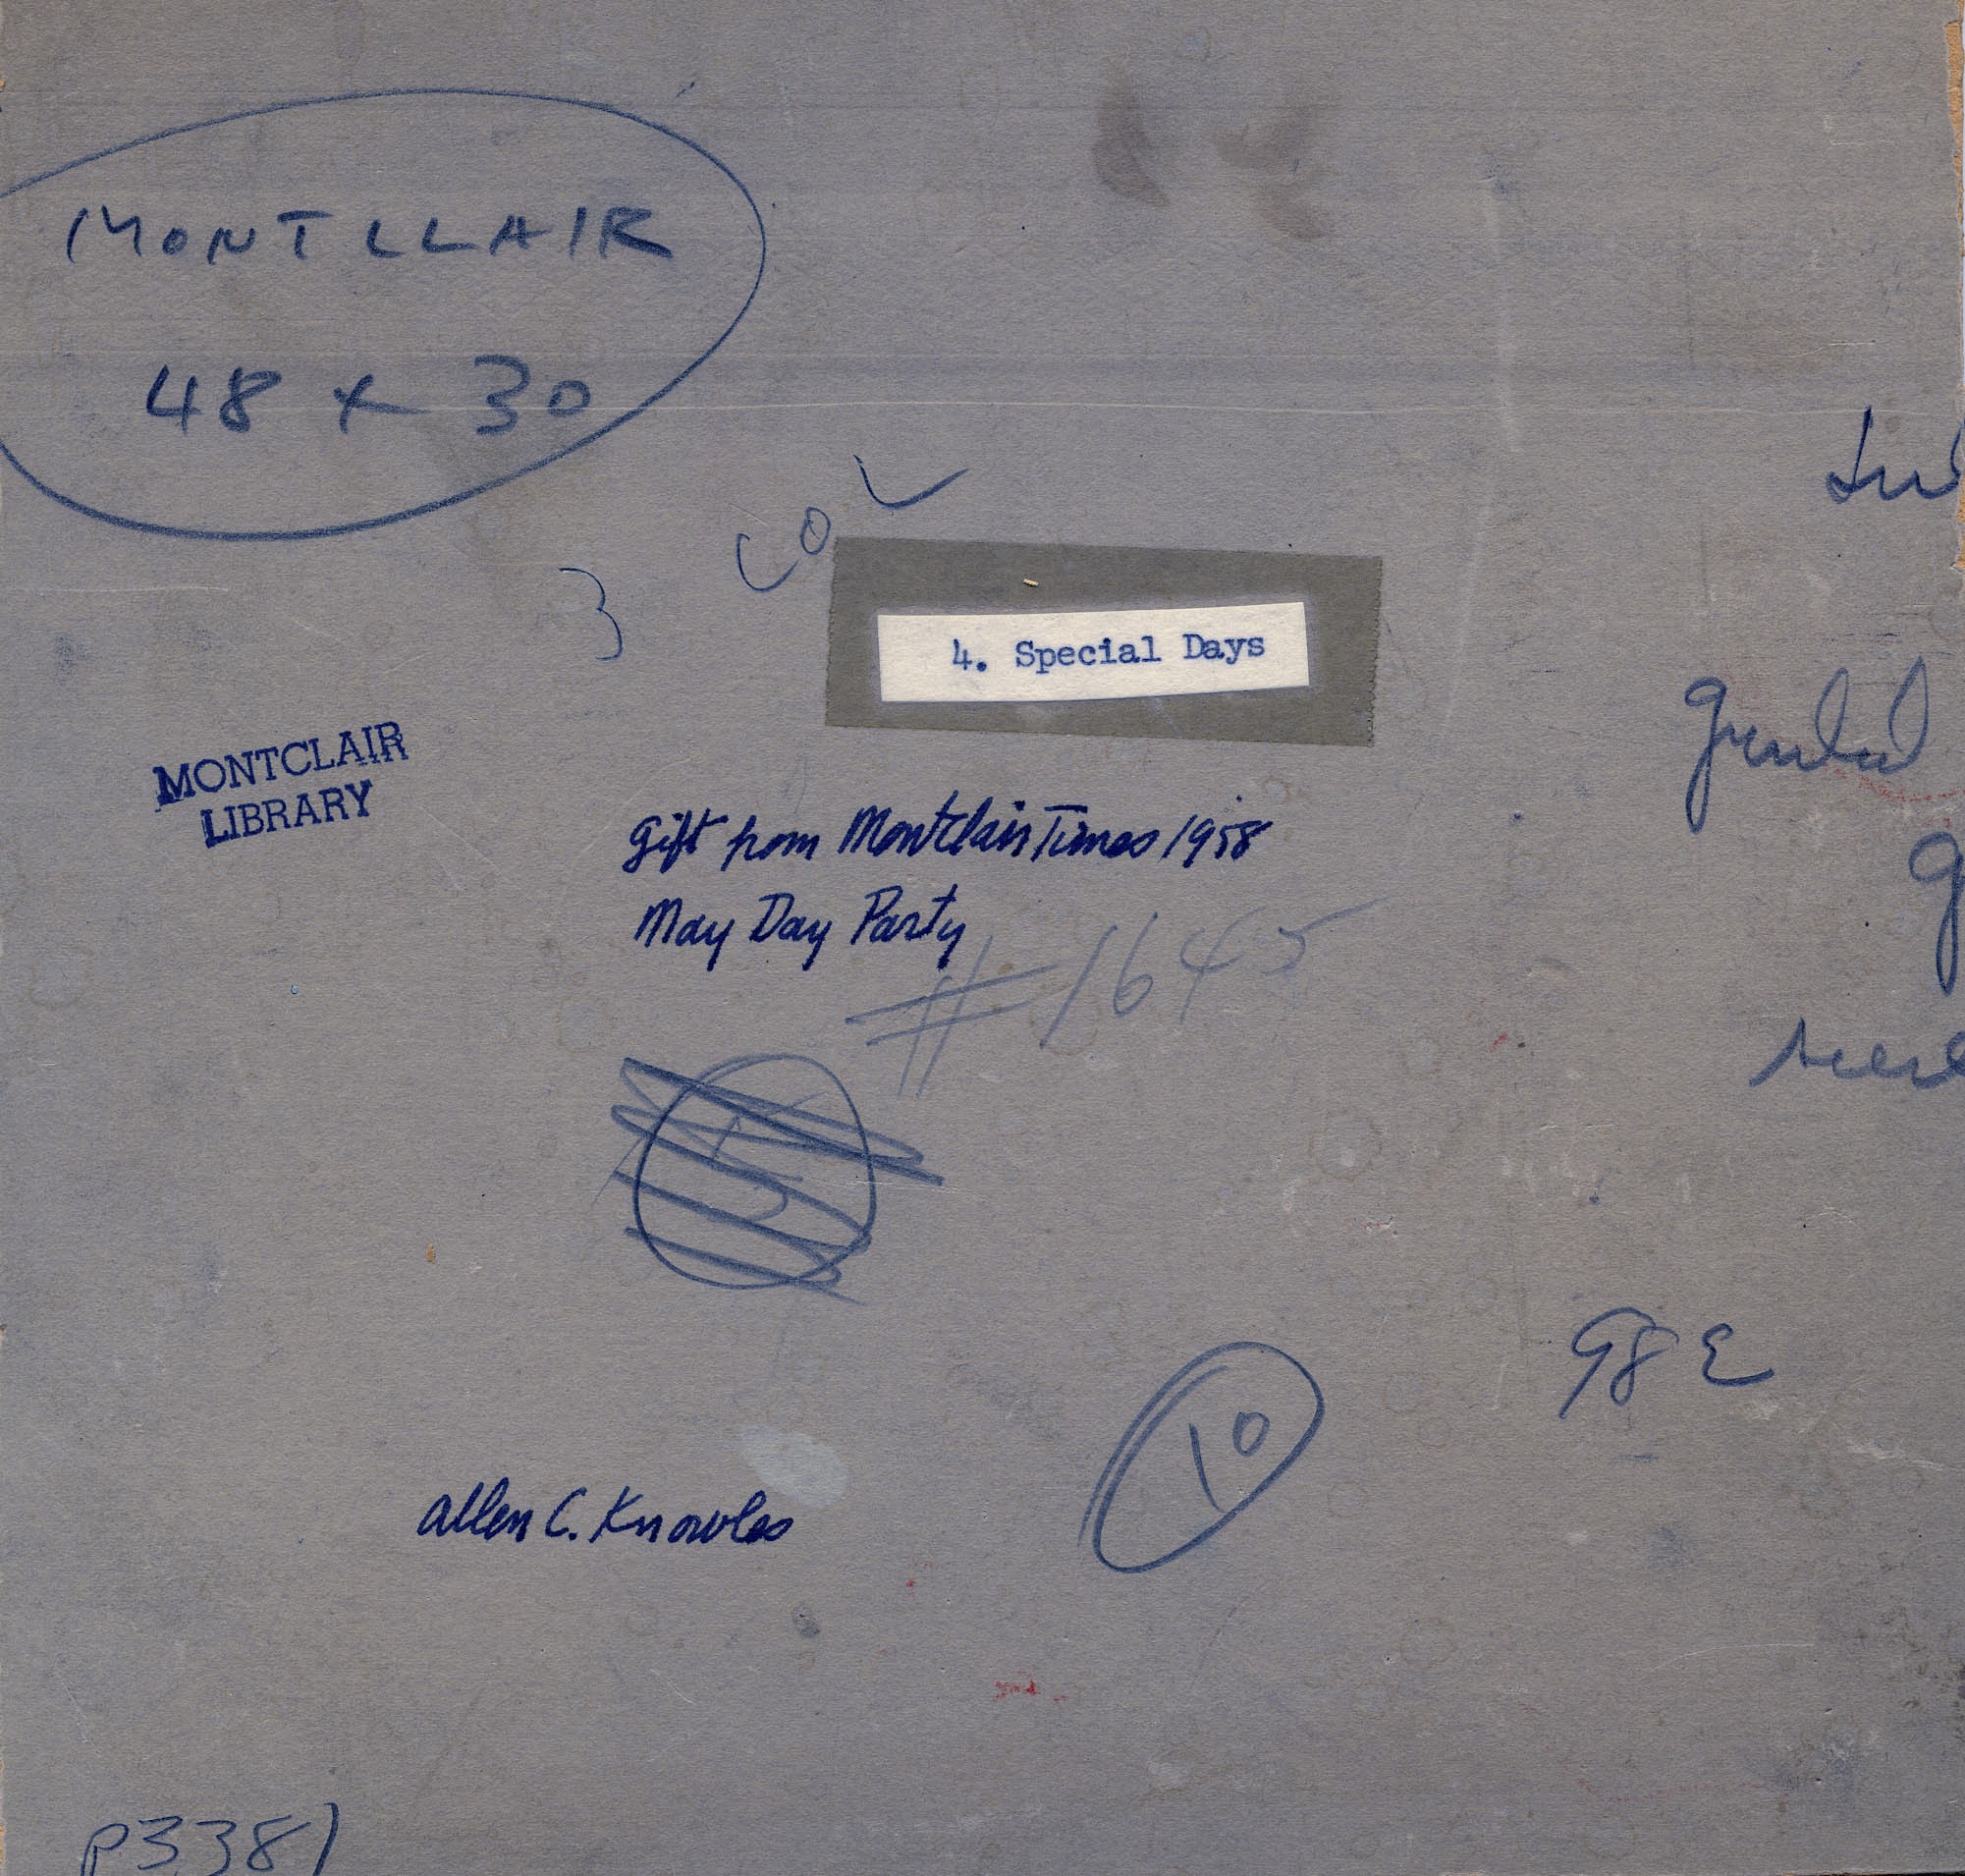 MONTCLAIR
48 x 30
3 COL
4. Special Days
MONTCLAIR
LIBRARY
Gift from Montclair Times 1958
May Day Party
#1645
98 E
10
Allen C. Knowles
P3381